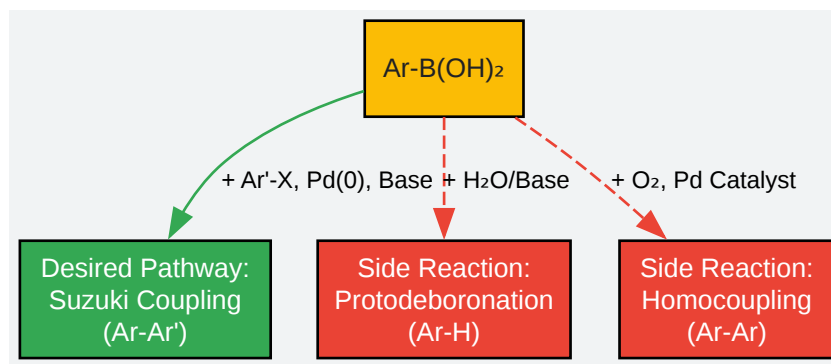 Ar-B(OH)₂
+ Ar'-X, Pd(0), Base
+ H₂O/Base
+ O₂, Pd Catalyst
Desired Pathway:
Suzuki Coupling
(Ar-Ar')
Side Reaction:
Protodeboronation
(Ar-H)
Side Reaction:
Homocoupling
(Ar-Ar)